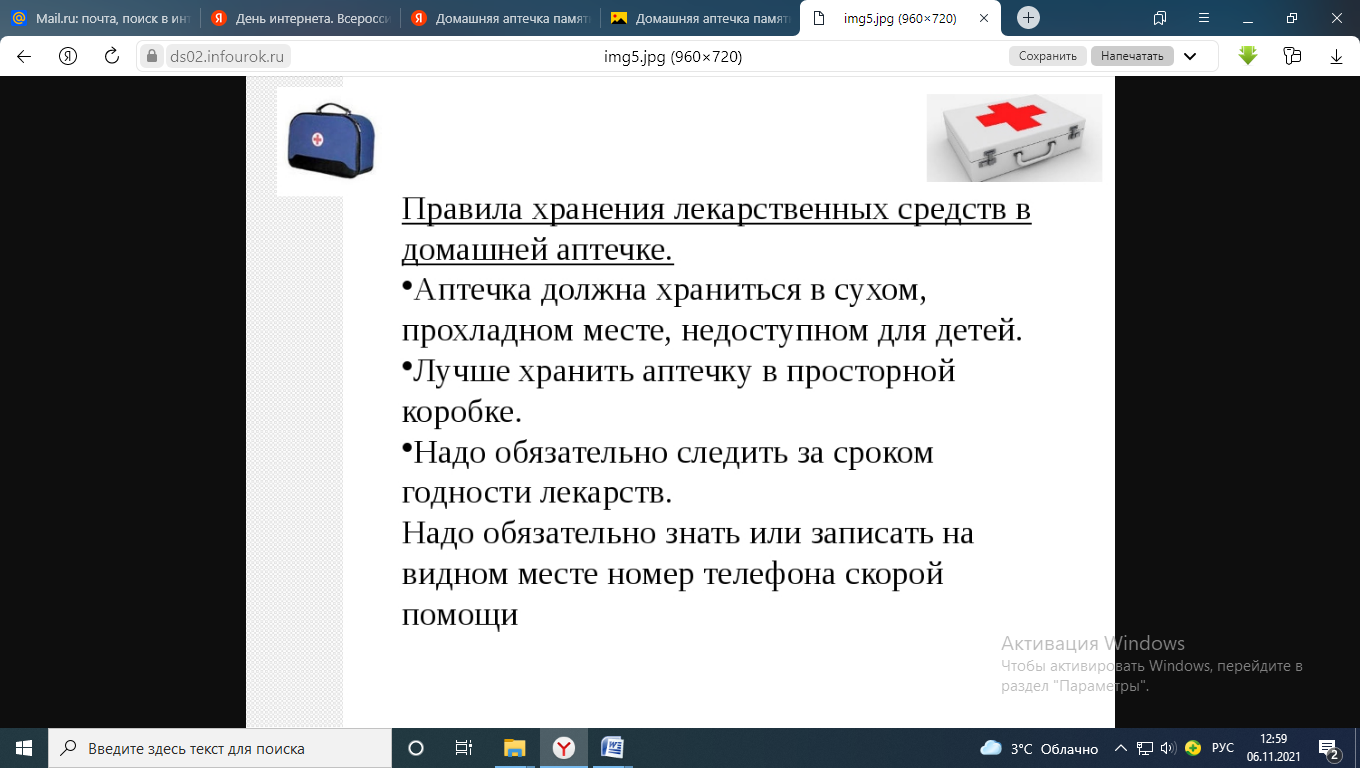 Mail.ru: почта, поиск в инт
День интернета. Всеросси
Домашняя аптечка памят
Домашняя аптечка памят
img5.jpg (960×720)
ds02.infourok.ru
img5.jpg (960×720)
Сохранить
Напечатать
Правила хранения лекарственных средств в
домашней аптечке.
•Аптечка должна храниться в сухом,
прохладном месте, недоступном для детей.
•Лучше хранить аптечку в просторной
коробке.
•Надо обязательно следить за сроком
годности лекарств.
Надо обязательно знать или записать на
видном месте номер телефона скорой
помощи
Активация Windows
Чтобы активировать Windows, перейдите в
раздел "Параметры".
Введите здесь текст для поиска
3°C Облачно
РУС
12:59
06.11.2021
2